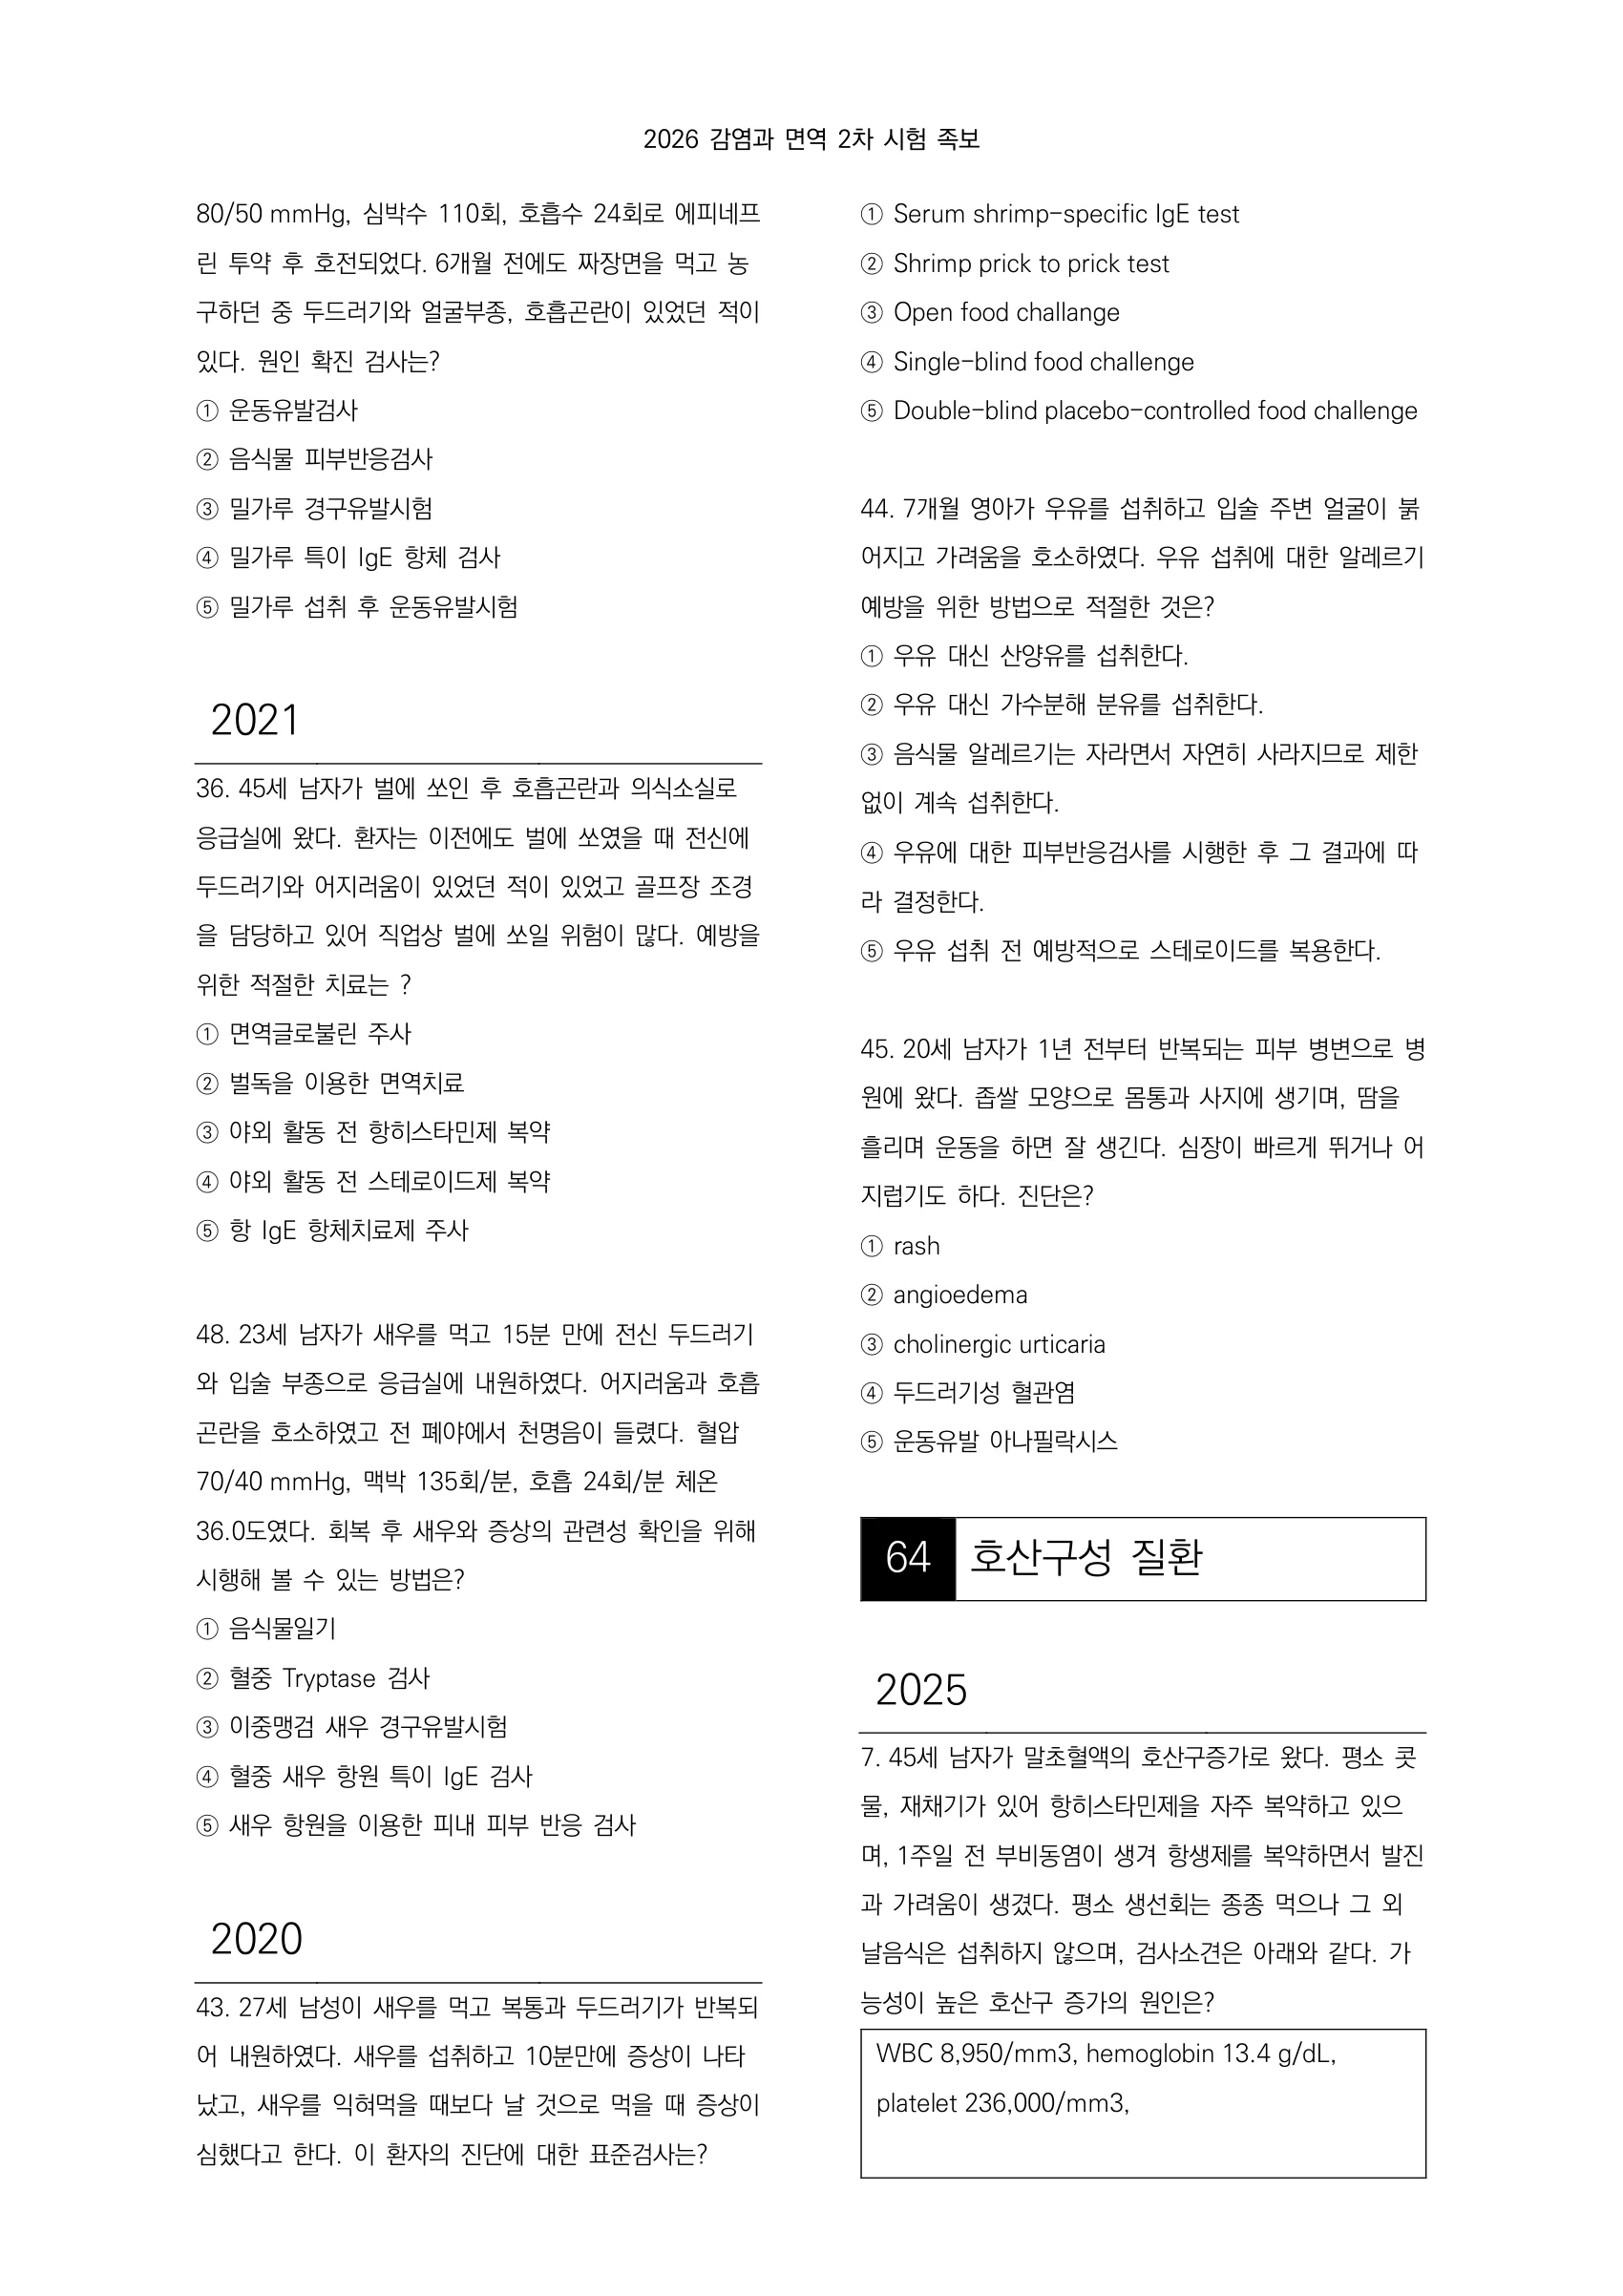 2026 감염과 면역 2차 시험 족보
80/50 mmHg, 심박수 110회, 호흡수 24회로 에피네프
린 투약 후 호전되었다. 6개월 전에도 짜장면을 먹고 농
구하던 중 두드러기와 얼굴부종, 호흡곤란이 있었던 적이
있다. 원인 확진 검사는?
① 운동유발검사
② 음식물 피부반응검사
③ 밀가루 경구유발시험
④ 밀가루 특이 IgE 항체 검사
⑤ 밀가루 섭취 후 운동유발시험
2021
36. 45세 남자가 벌에 쏘인 후 호흡곤란과 의식소실로
응급실에 왔다. 환자는 이전에도 벌에 쏘였을 때 전신에
두드러기와 어지러움이 있었던 적이 있었고 골프장 조경
을 담당하고 있어 직업상 벌에 쏘일 위험이 많다. 예방을
위한 적절한 치료는 ?
① 면역글로불린 주사
② 벌독을 이용한 면역치료
③ 야외 활동 전 항히스타민제 복약
④ 야외 활동 전 스테로이드제 복약
⑤ 항 IgE 항체치료제 주사
48. 23세 남자가 새우를 먹고 15분 만에 전신 두드러기
와 입술 부종으로 응급실에 내원하였다. 어지러움과 호흡
곤란을 호소하였고 전 폐야에서 천명음이 들렸다. 혈압
70/40 mmHg, 맥박 135회/분, 호흡 24회/분 체온
36.0도였다. 회복 후 새우와 증상의 관련성 확인을 위해
시행해 볼 수 있는 방법은?
① 음식물일기
② 혈중 Tryptase 검사
③ 이중맹검 새우 경구유발시험
④ 혈중 새우 항원 특이 IgE 검사
⑤ 새우 항원을 이용한 피내 피부 반응 검사
2020
43. 27세 남성이 새우를 먹고 복통과 두드러기가 반복되
어 내원하였다. 새우를 섭취하고 10분만에 증상이 나타
났고, 새우를 익혀먹을 때보다 날 것으로 먹을 때 증상이
심했다고 한다. 이 환자의 진단에 대한 표준검사는?
① Serum shrimp-specific IgE test
② Shrimp prick to prick test
③ Open food challange
④ Single-blind food challenge
⑤ Double-blind placebo-controlled food challenge
44. 7개월 영아가 우유를 섭취하고 입술 주변 얼굴이 붉
어지고 가려움을 호소하였다. 우유 섭취에 대한 알레르기
예방을 위한 방법으로 적절한 것은?
① 우유 대신 산양유를 섭취한다.
② 우유 대신 가수분해 분유를 섭취한다.
③ 음식물 알레르기는 자라면서 자연히 사라지므로 제한
없이 계속 섭취한다.
④ 우유에 대한 피부반응검사를 시행한 후 그 결과에 따
라 결정한다.
⑤ 우유 섭취 전 예방적으로 스테로이드를 복용한다.
45. 20세 남자가 1년 전부터 반복되는 피부 병변으로 병
원에 왔다. 좁쌀 모양으로 몸통과 사지에 생기며, 땀을
흘리며 운동을 하면 잘 생긴다. 심장이 빠르게 뛰거나 어
지럽기도 하다. 진단은?
① rash
② angioedema
③ cholinergic urticaria
④ 두드러기성 혈관염
⑤ 운동유발 아나필락시스
64 호산구성 질환
2025
7. 45세 남자가 말초혈액의 호산구증가로 왔다. 평소 콧
물, 재채기가 있어 항히스타민제을 자주 복약하고 있으
며, 1주일 전 부비동염이 생겨 항생제를 복약하면서 발진
과 가려움이 생겼다. 평소 생선회는 종종 먹으나 그 외
날음식은 섭취하지 않으며, 검사소견은 아래와 같다. 가
능성이 높은 호산구 증가의 원인은?
WBC 8,950/mm3, hemoglobin 13.4 g/dL,
platelet 236,000/mm3,